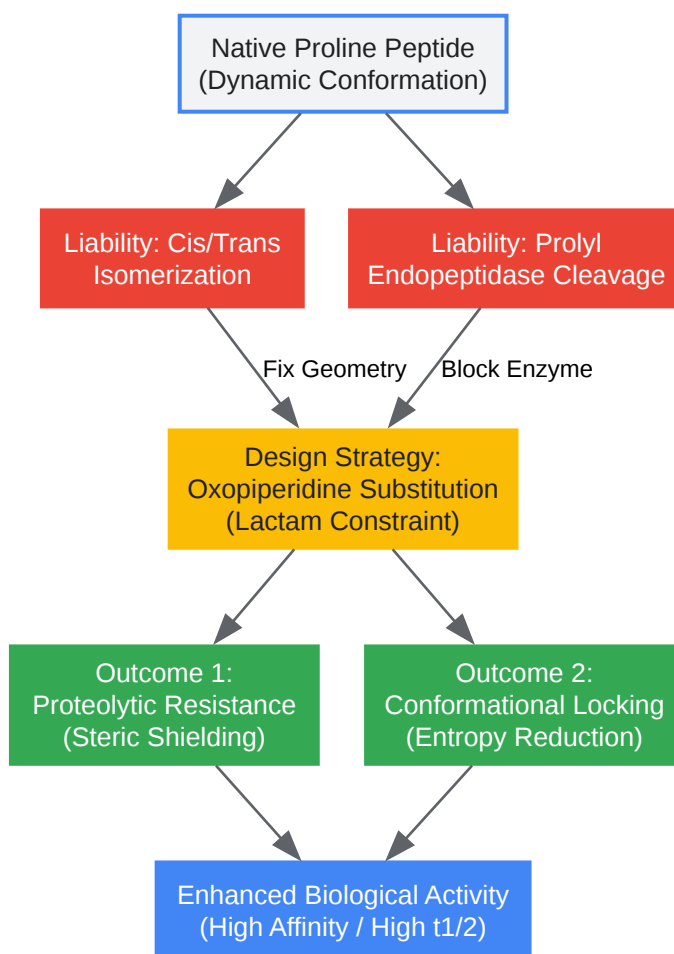 Native Proline Peptide
(Dynamic Conformation)
Liability: Cis/Trans
Isomerization
Liability: Prolyl
Endopeptidase Cleavage
Fix Geometry
Block Enzyme
Design Strategy:
Oxopiperidine Substitution
(Lactam Constraint)
Outcome 1:
Proteolytic Resistance
(Steric Shielding)
Outcome 2:
Conformational Locking
(Entropy Reduction)
Enhanced Biological Activity
(High Affinity / High t1/2)